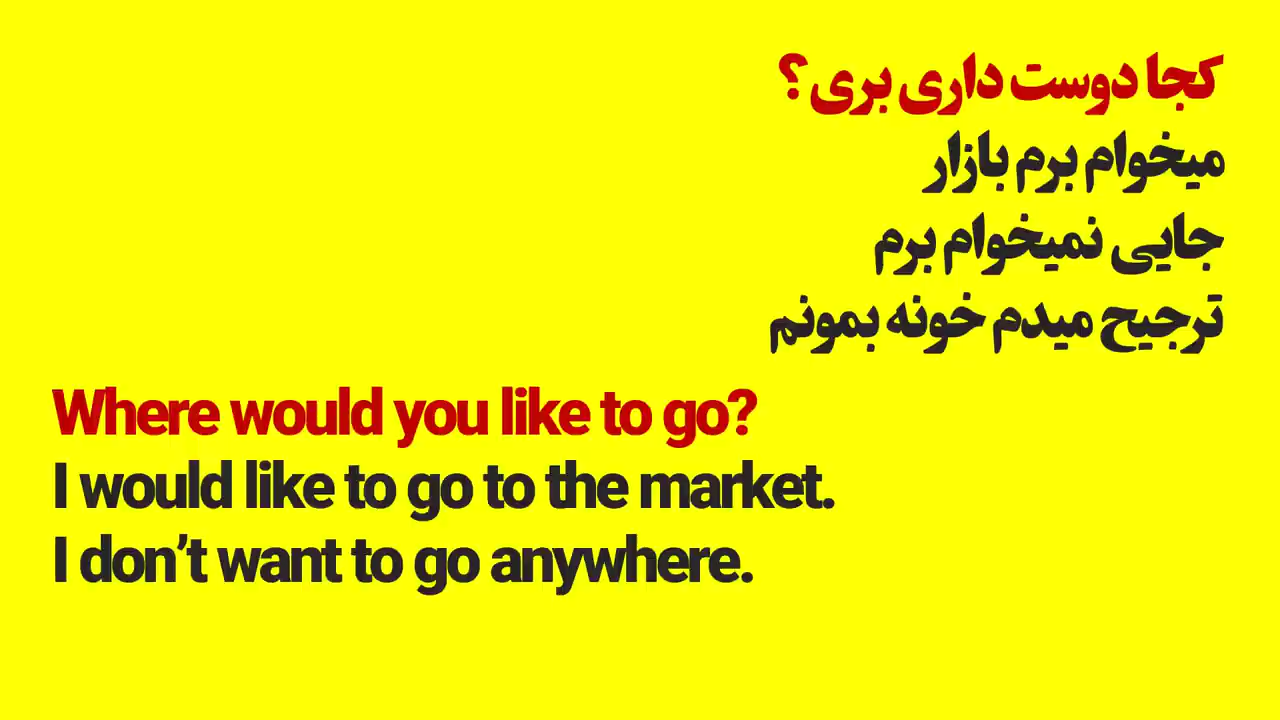 کجا دوست داری بری؟
میخوام برم بازار
جایی نمیخوام برم
ترجیح میدم خونه بمونم
Where would you like to go?
I would like to go to the market.
I don’t want to go anywhere.